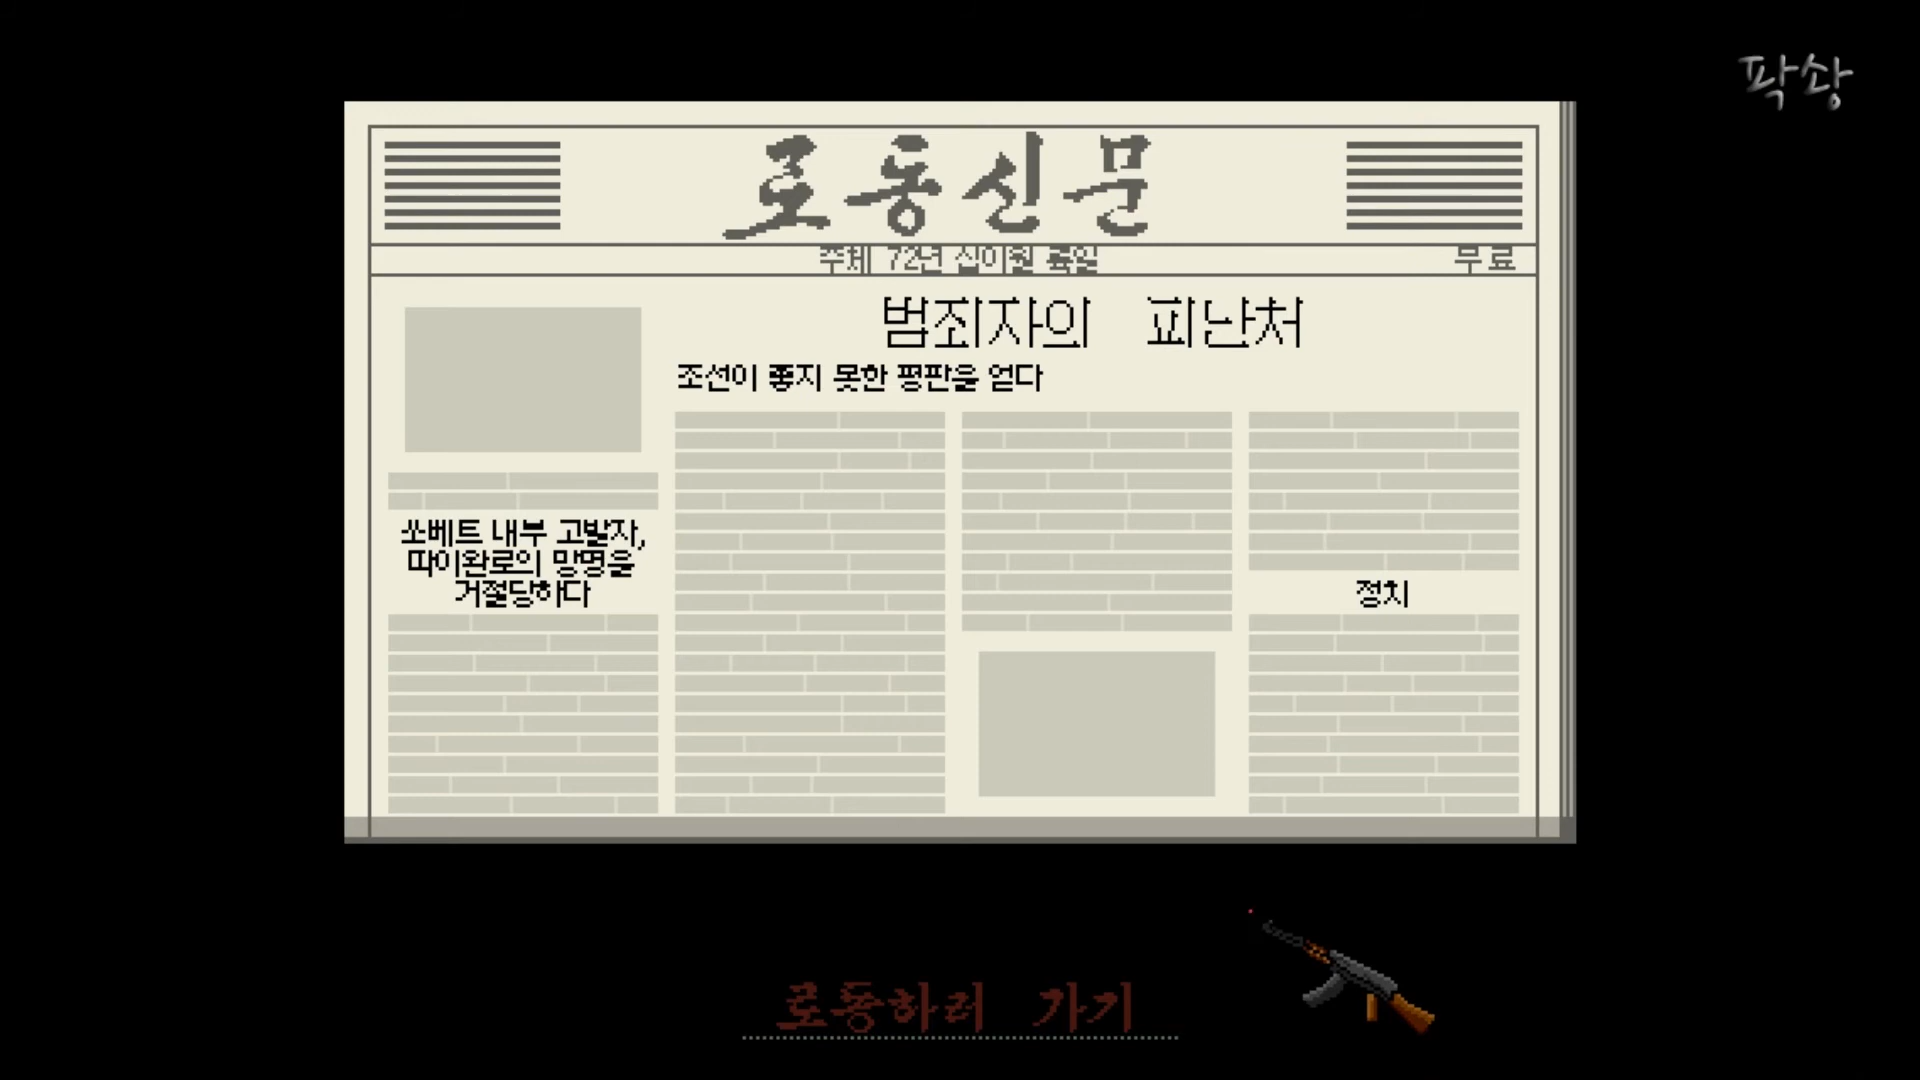 팍송
로동신문
주체 72년 십이월 륙일
무료
범죄자의 피난처
조선이 좋지 못한 평판을 얻다
쏘베트 내부 고발자,
따이완로의 망명을
거절당하다
정치
로동하러 가기